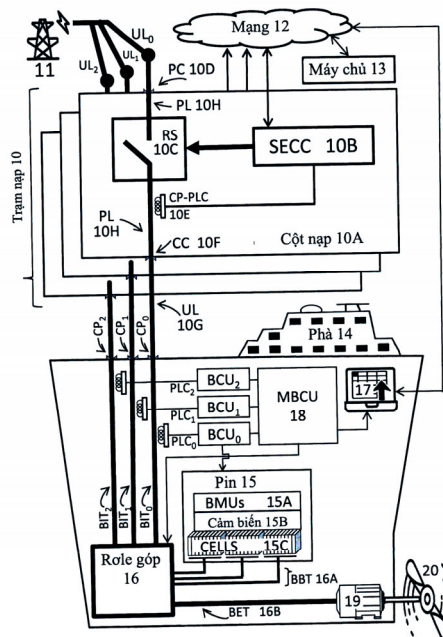 UL₀
UL₁
UL₂
11
Mạng 12
Máy chủ 13
PC 10D
PL 10H
RS
10C
SECC 10B
CP-PLC
10E
PL
10H
CC 10F
Cột nạp 10A
Trạm nạp 10
UL
10G
Phà 14
CP₂
CP₁
CP₀
PLC₂
BCU₂
PLC₁
BCU₁
PLC₀
BCU₀
MBCU
18
17
Pin 15
BMUs 15A
Cảm biến 15B
CELLS 15C
BIT₂
BIT₁
BIT₀
Rơle góp
16
BBT 16A
BET 16B
19
20